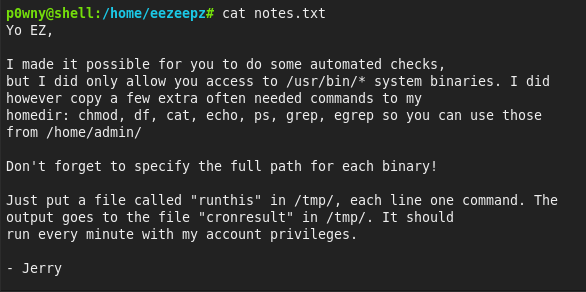 p0wny@shell:/home/eezeepz# cat notes.txt
Yo EZ,
I made it possible for you to do some automated checks,
but I did only allow you access to /usr/bin/* system binaries. I did
however copy a few extra often needed commands to my
homedir: chmod, df, cat, echo, ps, grep, egrep so you can use those
from /home/admin/
Don't forget to specify the full path for each binary!
Just put a file called "runthis" in /tmp/, each line one command. The
output goes to the file "cronresult" in /tmp/. It should
run every minute with my account privileges.
- Jerry